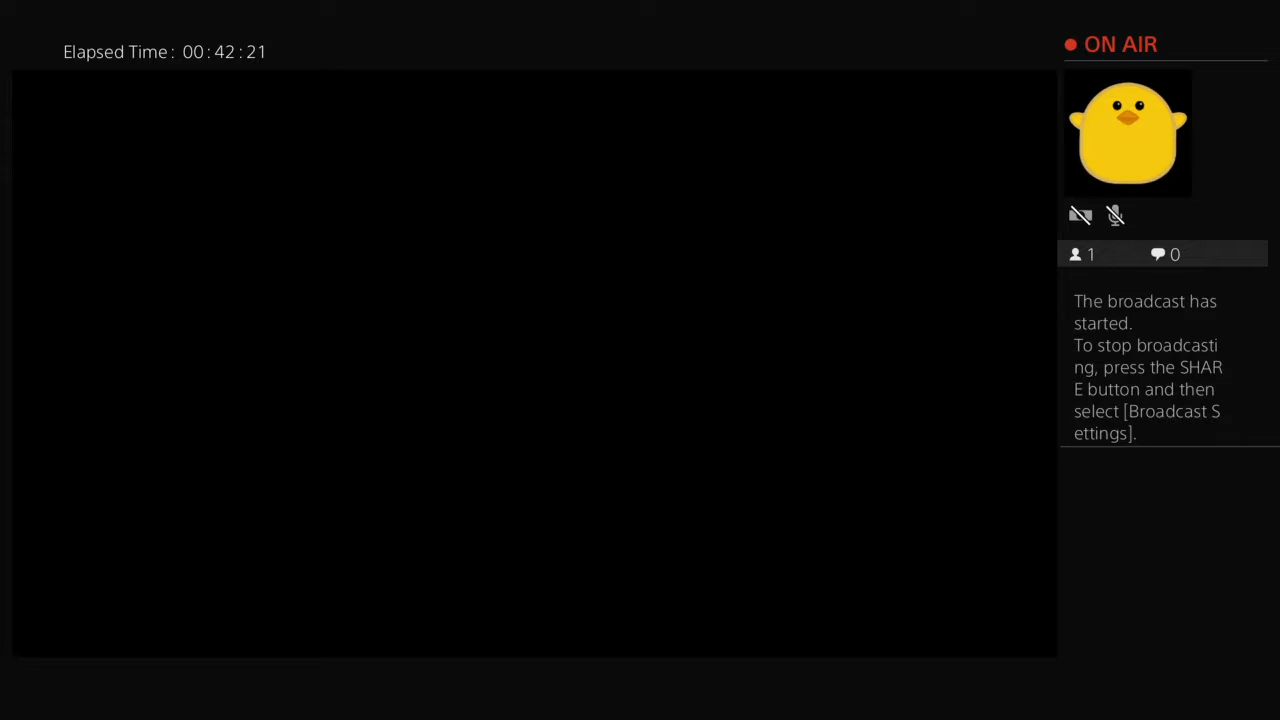 Elapsed Time: 00:42:21
ON AIR
1 0
The broadcast has
started.
To stop broadcasti
ng, press the SHAR
E button and then
select [Broadcast S
ettings].